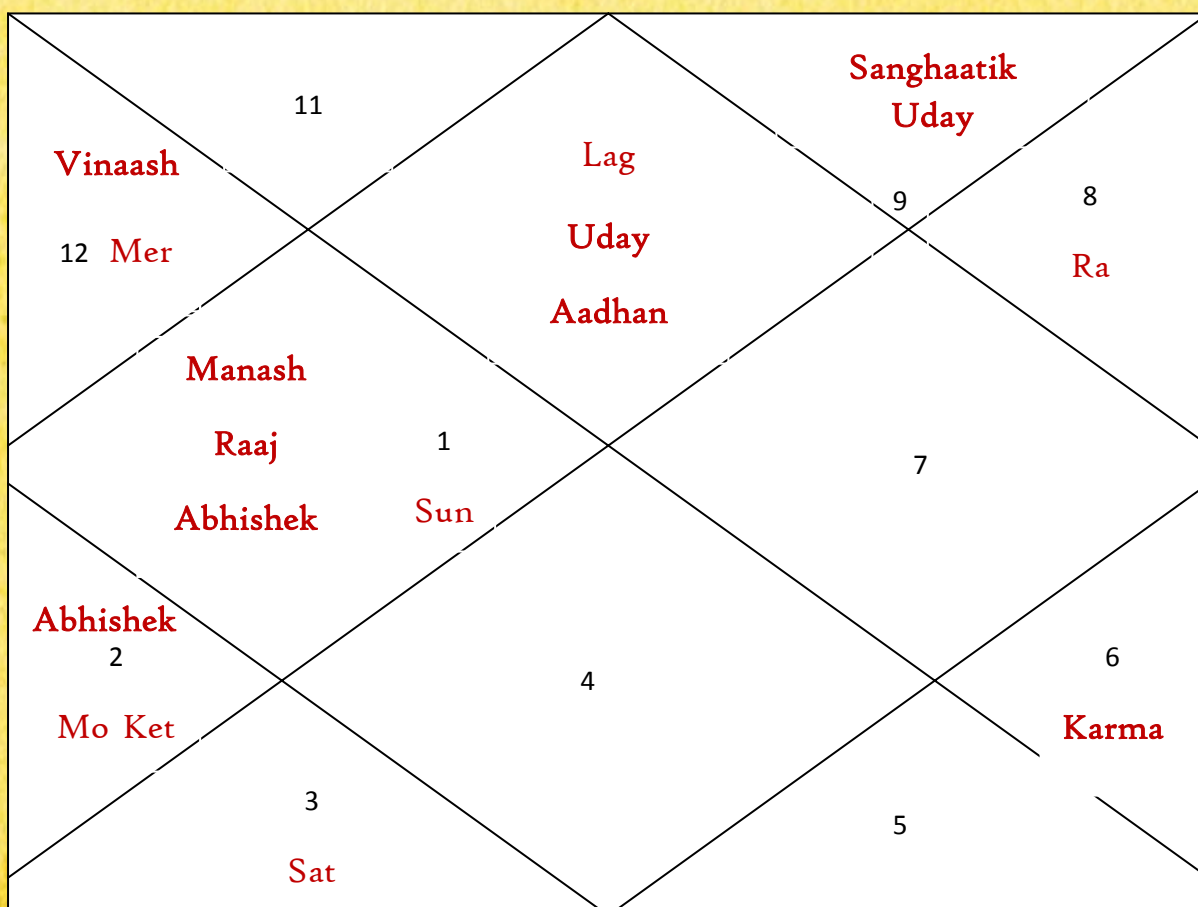 Sanghaatik
Uday
11
Lag
Vinaash
9
8
Uday
12 Mer
Ra
Aadhan
Manash
Raaj
1
7
Abhishek
Sun
Abhishek
2
6
4
Mo Ket
Karma
3
5
Sat